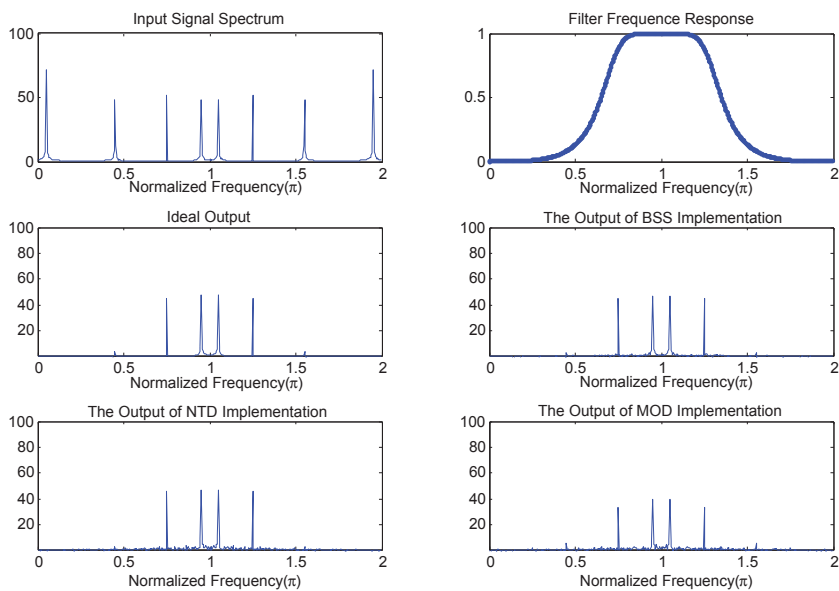 Input Signal Spectrum
100
50
0
0 0.5 1 1.5 2
Normalized Frequency(π)
Filter Frequence Response
1
0.5
0
0 0.5 1 1.5 2
Normalized Frequency(π)
Ideal Output
100
80
60
40
20
0 0.5 1 1.5 2
Normalized Frequency(π)
The Output of BSS Implementation
100
80
60
40
20
0 0.5 1 1.5 2
Normalized Frequency(π)
The Output of NTD Implementation
100
80
60
40
20
0 0.5 1 1.5 2
Normalized Frequency(π)
The Output of MOD Implementation
100
80
60
40
20
0 0.5 1 1.5 2
Normalized Frequency(π)